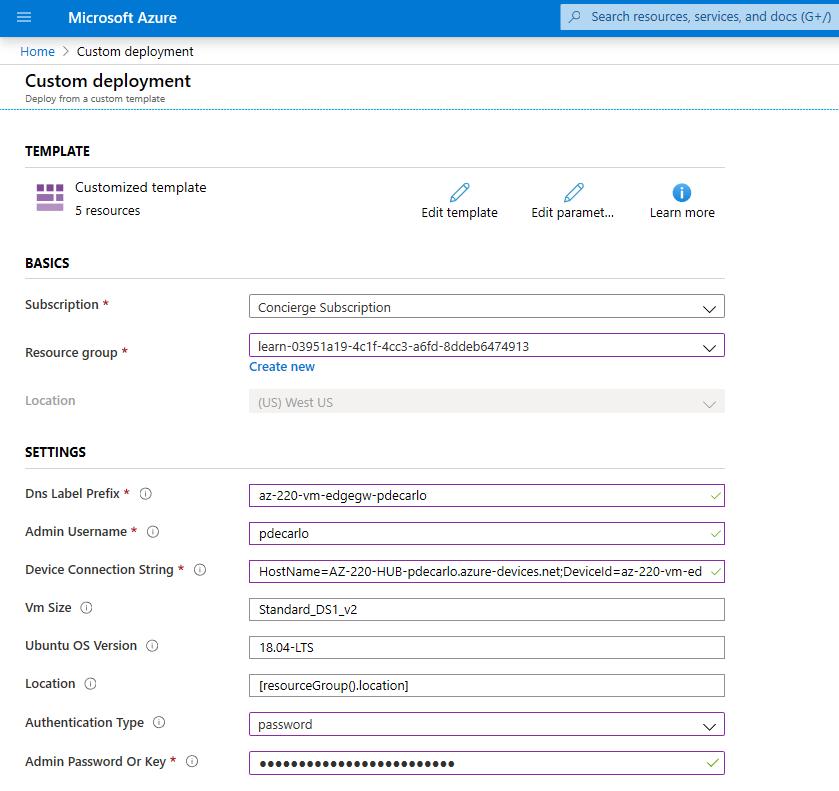 Microsoft Azure
Search resources, services, and docs (G+/)
Home > Custom deployment
Custom deployment
Deploy from a custom template
TEMPLATE
Customized template
5 resources
Edit template
Edit paramet...
Learn more
BASICS
Subscription *
Concierge Subscription
Resource group *
learn-03951a19-4c1f-4cc3-a6fd-8ddeb6474913
Create new
Location
(US) West US
SETTINGS
Dns Label Prefix *
az-220-vm-edgegw-pdecarlo
Admin Username *
pdecarlo
Device Connection String *
HostName=AZ-220-HUB-pdecarlo.azure-devices.net;DeviceId=az-220-vm-ed
Vm Size
Standard_DS1_v2
Ubuntu OS Version
18.04-LTS
Location
[resourceGroup().location]
Authentication Type
password
Admin Password Or Key *
●●●●●●●●●●●●●●●●●●●●●●●●●